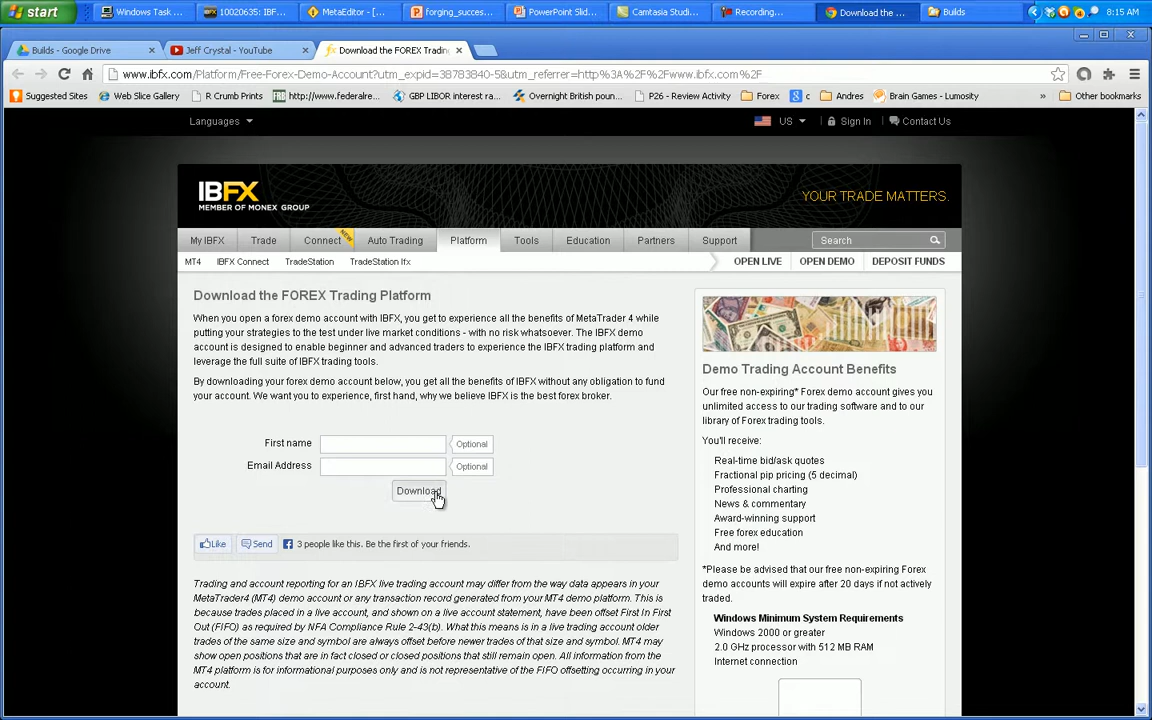 start
Windows Task ...
10020635: IBF...
MetaEditor - [...
forging_succes...
PowerPoint Slid...
Camtasia Studi...
Recording...
Download the ...
Builds
8:15 AM
Builds - Google Drive
Jeff Crystal - YouTube
Download the FOREX Tradin
www.ibfx.com/Platform/Free-Forex-Demo-Account?utm_expid=38783840-5&utm_referrer=http%3A%2F%2Fwww.ibfx.com%2F
Suggested Sites
Web Slice Gallery
R Crumb Prints
http://www.federalre...
GBP LIBOR interest ra...
Overnight British poun...
P26 - Review Activity
Forex
c
Andres
Brain Games - Lumosity
»
Other bookmarks
Languages
US
Sign In
Contact Us
IBFX
MEMBER OF MONEX GROUP
YOUR TRADE MATTERS.
My IBFX
Trade
Connect
NEW
Auto Trading
Platform
Tools
Education
Partners
Support
Search
MT4
IBFX Connect
TradeStation
TradeStation Ifx
OPEN LIVE
OPEN DEMO
DEPOSIT FUNDS
Download the FOREX Trading Platform
When you open a forex demo account with IBFX, you get to experience all the benefits of MetaTrader 4 while
putting your strategies to the test under live market conditions - with no risk whatsoever. The IBFX demo
account is designed to enable beginner and advanced traders to experience the IBFX trading platform and
leverage the full suite of IBFX trading tools.
By downloading your forex demo account below, you get all the benefits of IBFX without any obligation to fund
your account. We want you to experience, first hand, why we believe IBFX is the best forex broker.
First name
Optional
Email Address
Optional
Download
Like
Send
3 people like this. Be the first of your friends.
Trading and account reporting for an IBFX live trading account may differ from the way data appears in your
MetaTrader4 (MT4) demo account or any transaction record generated from your MT4 demo platform. This is
because trades placed in a live account, and shown on a live account statement, have been offset First In First
Out (FIFO) as required by NFA Compliance Rule 2-43(b). What this means is in a live trading account older
trades of the same size and symbol are always offset before newer trades of that size and symbol. MT4 may
show open positions that are in fact closed or closed positions that still remain open. All information from the
MT4 platform is for informational purposes only and is not representative of the FIFO offsetting occurring in your
account.
Demo Trading Account Benefits
Our free non-expiring* Forex demo account gives you
unlimited access to our trading software and to our
library of Forex trading tools.
You'll receive:
Real-time bid/ask quotes
Fractional pip pricing (5 decimal)
Professional charting
News & commentary
Award-winning support
Free forex education
And more!
*Please be advised that our free non-expiring Forex
demo accounts will expire after 20 days if not actively
traded.
Windows Minimum System Requirements
Windows 2000 or greater
2.0 GHz processor with 512 MB RAM
Internet connection